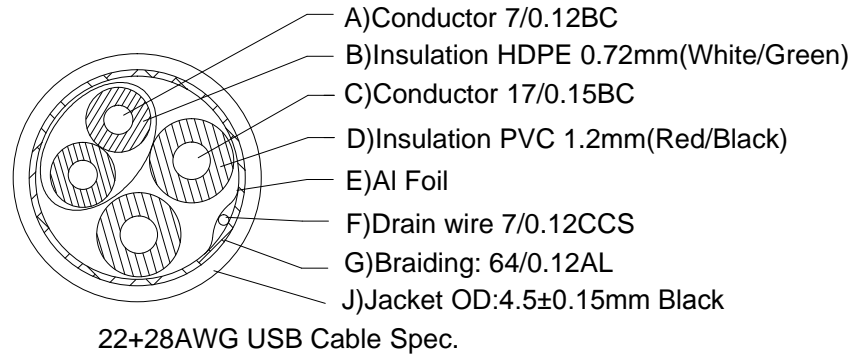 A)Conductor 7/0.12BC
B)Insulation HDPE 0.72mm(White/Green)
C)Conductor 17/0.15BC
D)Insulation PVC 1.2mm(Red/Black)
E)Al Foil
F)Drain wire 7/0.12CCS
G)Braiding: 64/0.12AL
J)Jacket OD:4.5±0.15mm Black
22+28AWG USB Cable Spec.